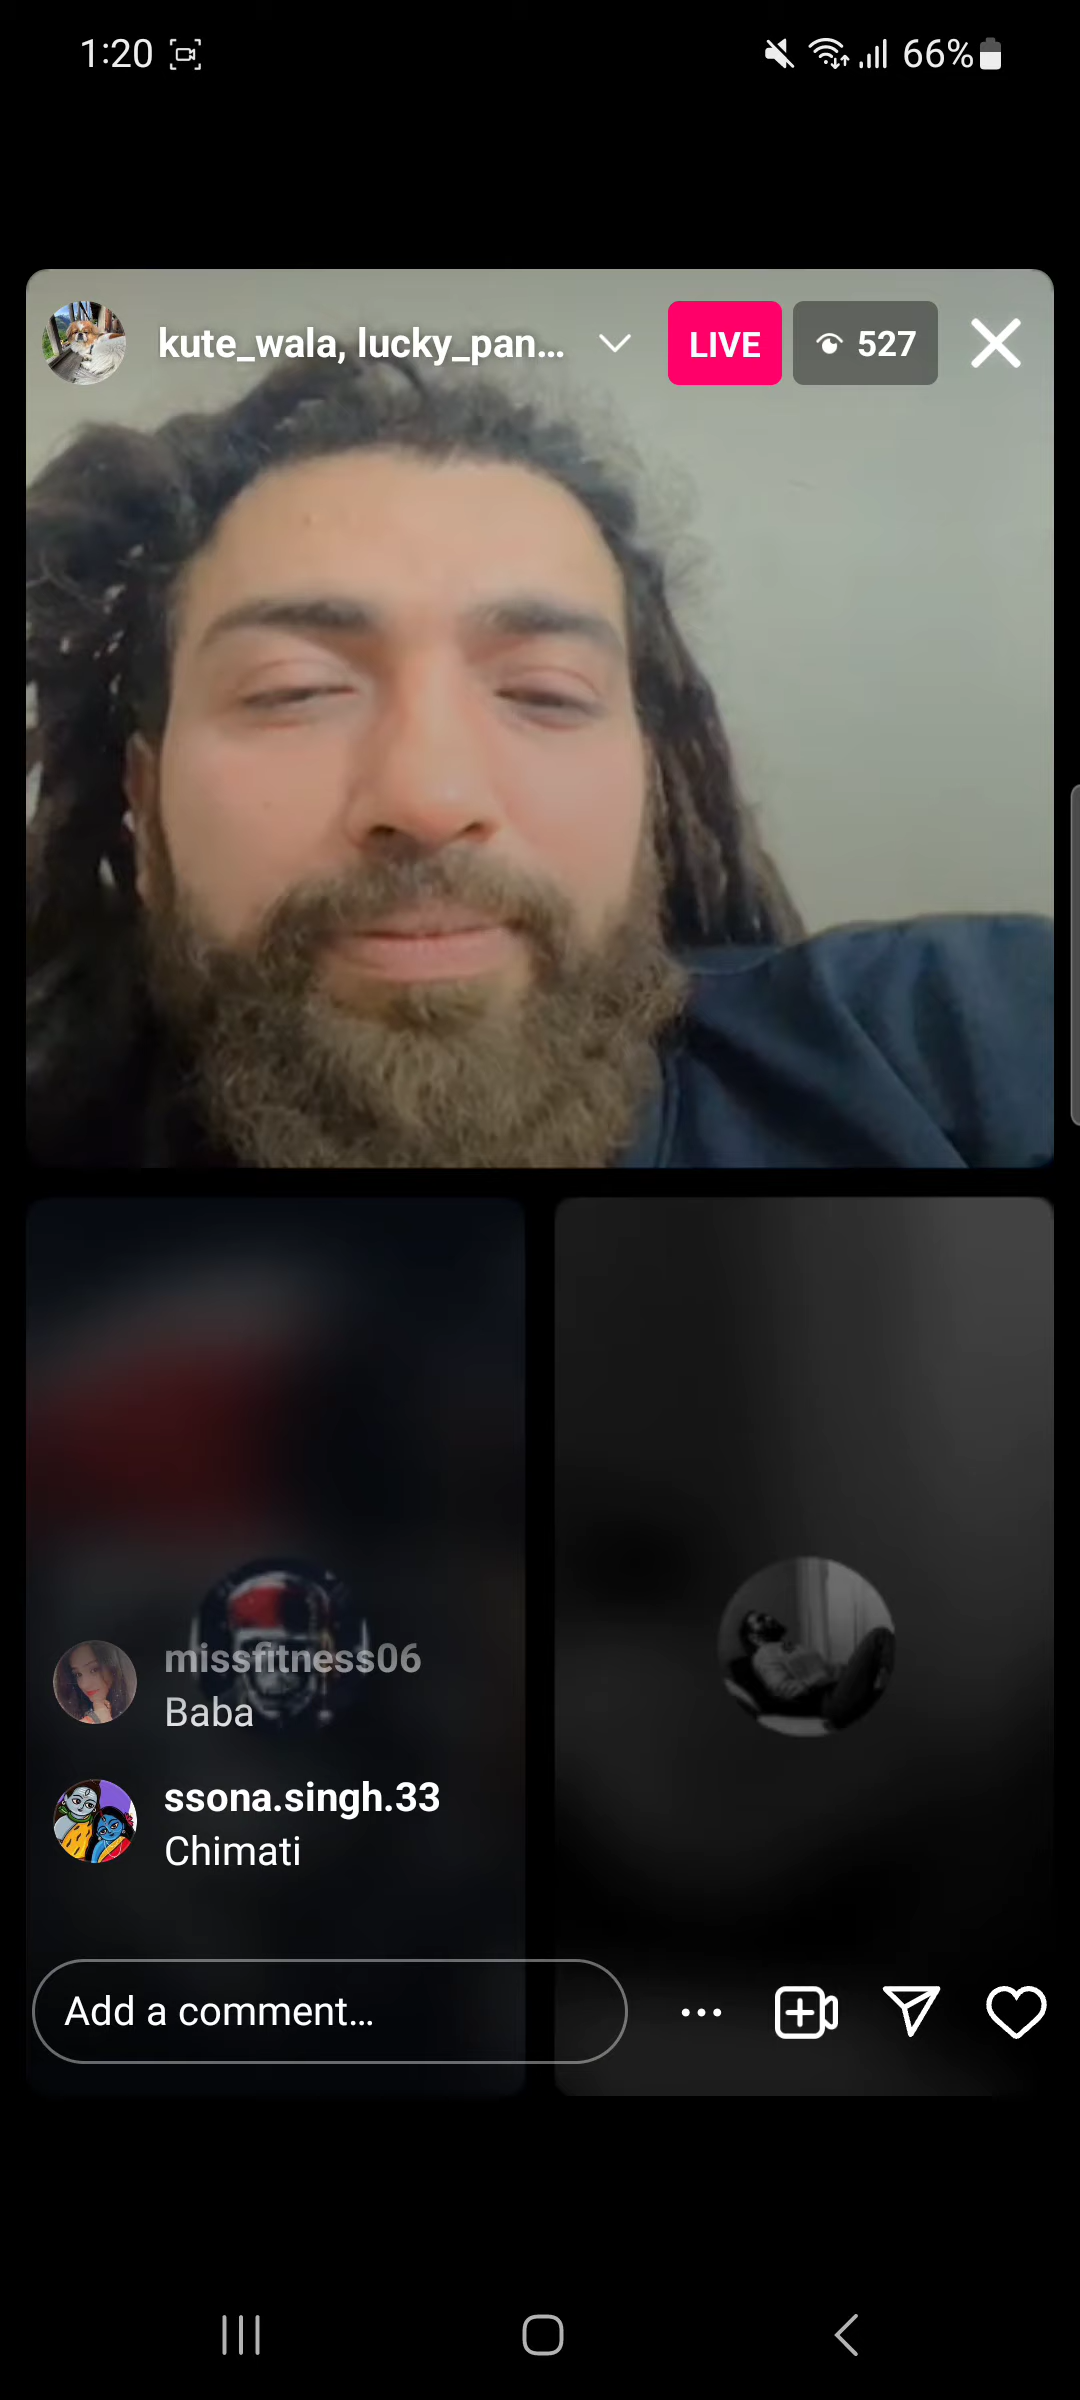 1:20
66%
kute_wala, lucky_pan...
LIVE
527
missfitness06
Baba
ssona.singh.33
Chimati
Add a comment...